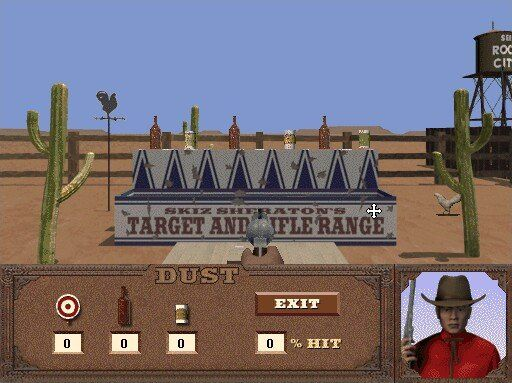 SKIZ SHERATON'S
TARGET AND RIFLE RANGE
DUST
EXIT
0
0
0
0 % HIT